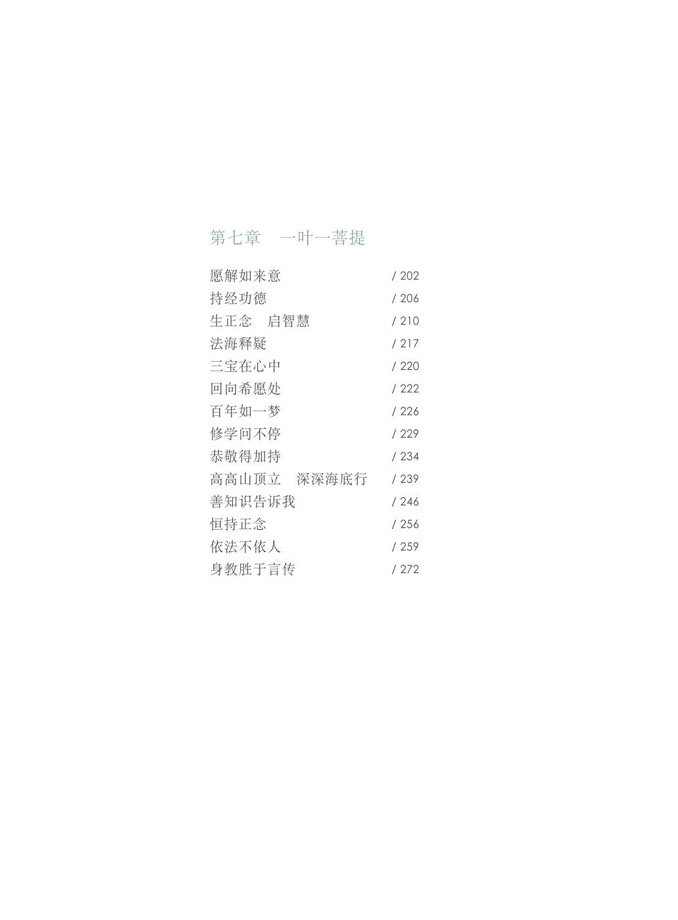 第七章　一叶一菩提
愿解如来意 / 202
持经功德 / 206
生正念　启智慧 / 210
法海释疑 / 217
三宝在心中 / 220
回向希愿处 / 222
百年如一梦 / 226
修学问不停 / 229
恭敬得加持 / 234
高高山顶立　深深海底行 / 239
善知识告诉我 / 246
恒持正念 / 256
依法不依人 / 259
身教胜于言传 / 272